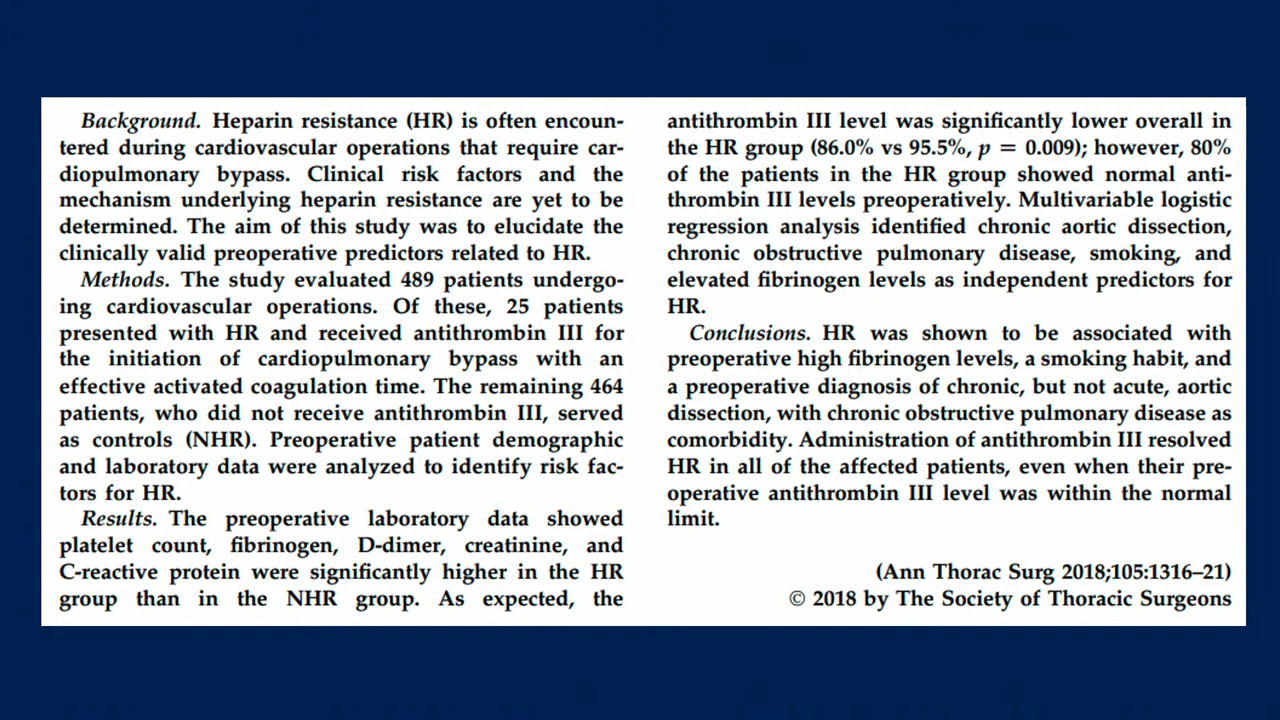 Background. Heparin resistance (HR) is often encoun-
tered during cardiovascular operations that require car-
diopulmonary bypass. Clinical risk factors and the
mechanism underlying heparin resistance are yet to be
determined. The aim of this study was to elucidate the
clinically valid preoperative predictors related to HR.
Methods. The study evaluated 489 patients undergo-
ing cardiovascular operations. Of these, 25 patients
presented with HR and received antithrombin III for
the initiation of cardiopulmonary bypass with an
effective activated coagulation time. The remaining 464
patients, who did not receive antithrombin III, served
as controls (NHR). Preoperative patient demographic
and laboratory data were analyzed to identify risk fac-
tors for HR.
Results. The preoperative laboratory data showed
platelet count, fibrinogen, D-dimer, creatinine, and
C-reactive protein were significantly higher in the HR
group than in the NHR group. As expected, the
antithrombin III level was significantly lower overall in
the HR group (86.0% vs 95.5%, p = 0.009); however, 80%
of the patients in the HR group showed normal anti-
thrombin III levels preoperatively. Multivariable logistic
regression analysis identified chronic aortic dissection,
chronic obstructive pulmonary disease, smoking, and
elevated fibrinogen levels as independent predictors for
HR.
Conclusions. HR was shown to be associated with
preoperative high fibrinogen levels, a smoking habit, and
a preoperative diagnosis of chronic, but not acute, aortic
dissection, with chronic obstructive pulmonary disease as
comorbidity. Administration of antithrombin III resolved
HR in all of the affected patients, even when their pre-
operative antithrombin III level was within the normal
limit.
(Ann Thorac Surg 2018;105:1316–21)
© 2018 by The Society of Thoracic Surgeons